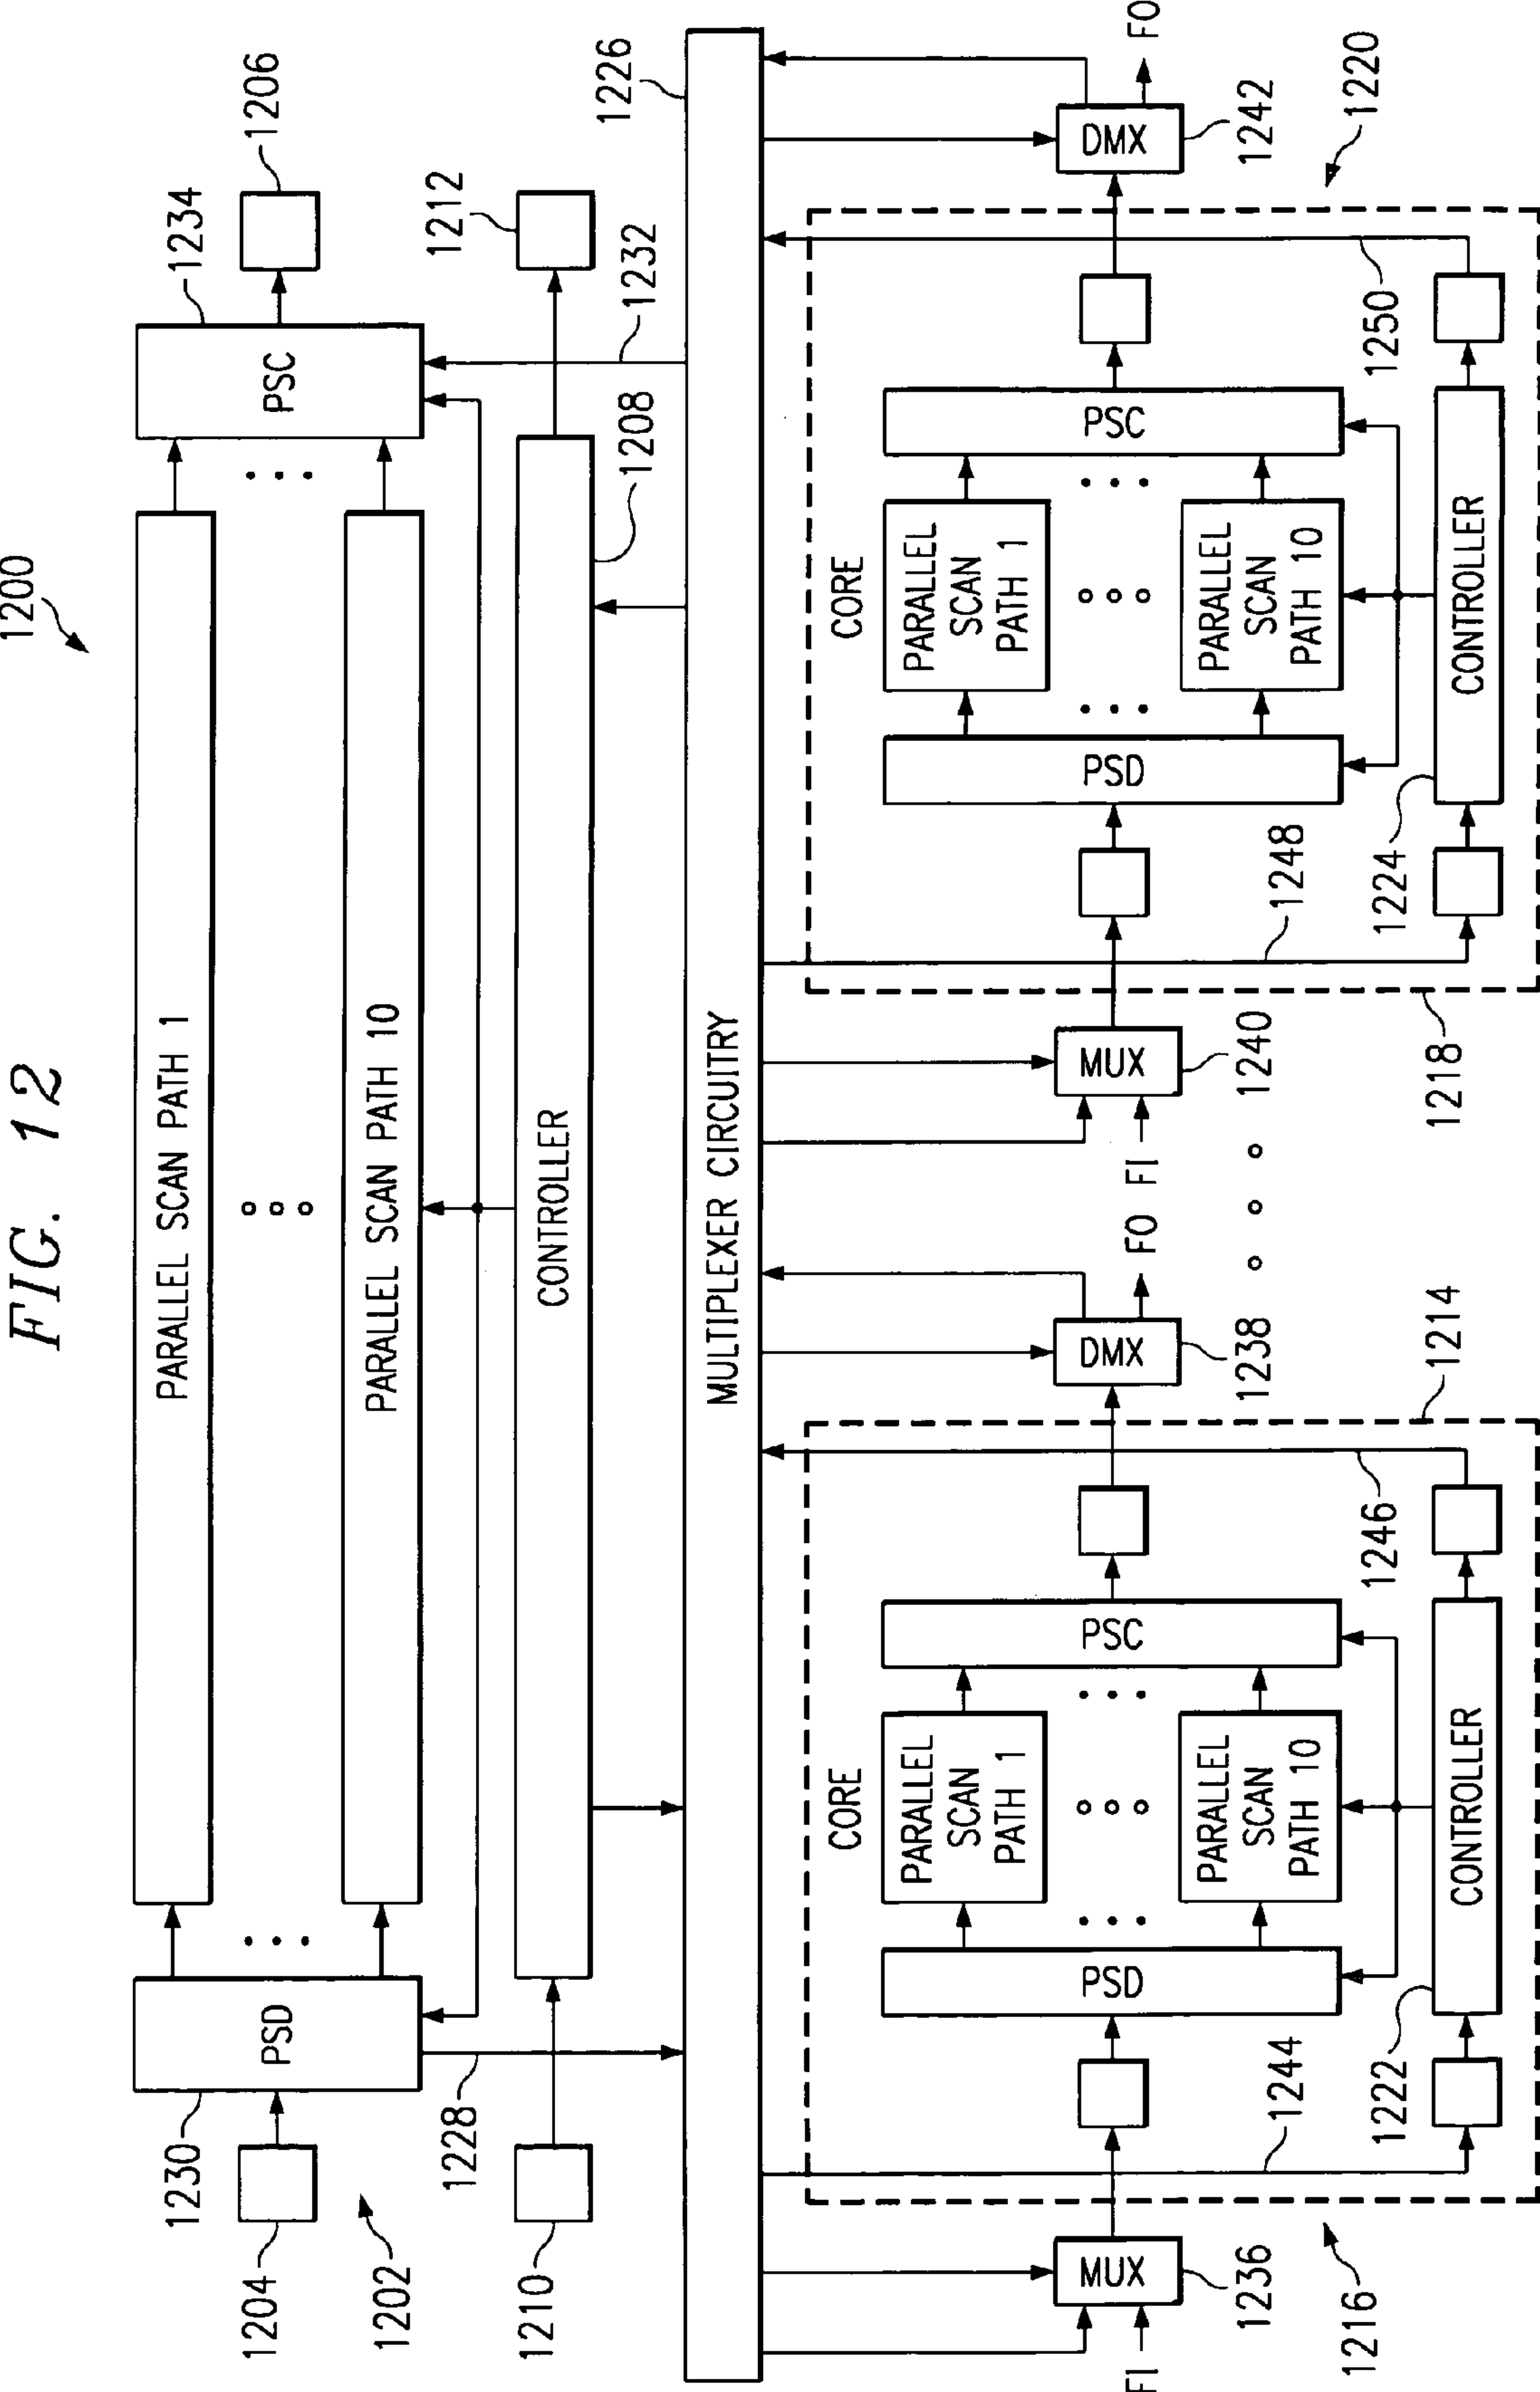 FIG. 12
1200
1204
1202
1230
PSD
PARALLEL SCAN PATH 1
PARALLEL SCAN PATH 10
PSC
1234
1206
1228
1210
CONTROLLER
1208
1212
1232
MULTIPLEXER CIRCUITRY
1226
FI
MUX
1236
1216
1244
CORE
PSD
PARALLEL
SCAN
PATH 1
PARALLEL
SCAN
PATH 10
PSC
1222
CONTROLLER
1246
1214
DMX
1238
FO
FI
MUX
1240
1218
1248
CORE
PSD
PARALLEL
SCAN
PATH 1
PARALLEL
SCAN
PATH 10
PSC
1224
CONTROLLER
1250
1220
DMX
1242
FO